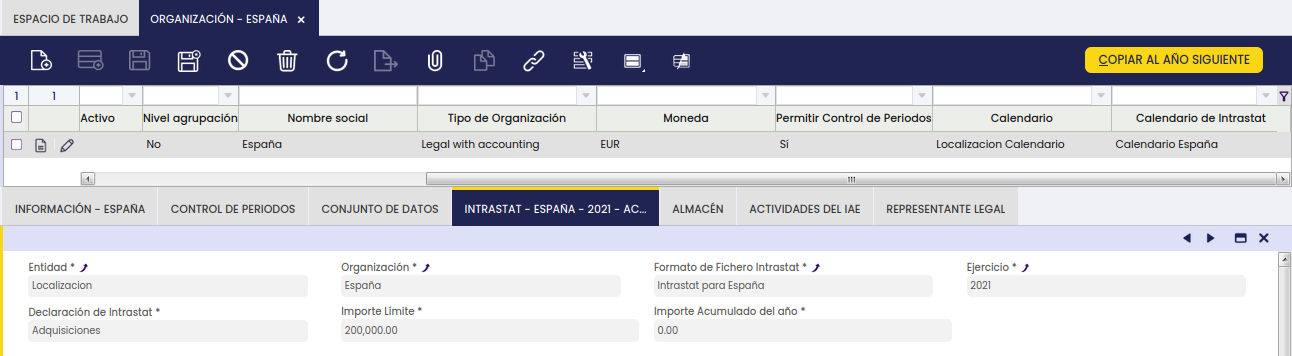 ESPACIO DE TRABAJO ORGANIZACIÓN - ESPAÑA ×
COPIAR AL AÑO SIGUIENTE
1 1
Activo Nivel agrupación Nombre social Tipo de Organización Moneda Permitir Control de Periodos Calendario Calendario de Intrastat
No España Legal with accounting EUR Sí Localizacion Calendario Calendario España
INFORMACIÓN - ESPAÑA CONTROL DE PERIODOS CONJUNTO DE DATOS INTRASTAT - ESPAÑA - 2021 - AC... ALMACÉN ACTIVIDADES DEL IAE REPRESENTANTE LEGAL
Entidad * Organización * Formato de Fichero Intrastat * Ejercicio *
Localizacion España Intrastat para España 2021
Declaración de Intrastat * Importe Límite * Importe Acumulado del año *
Adquisiciones 200,000.00 0.00